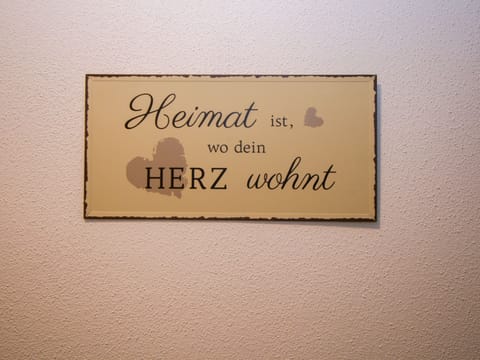 Heimat ist,
wo dein
HERZ wohnt